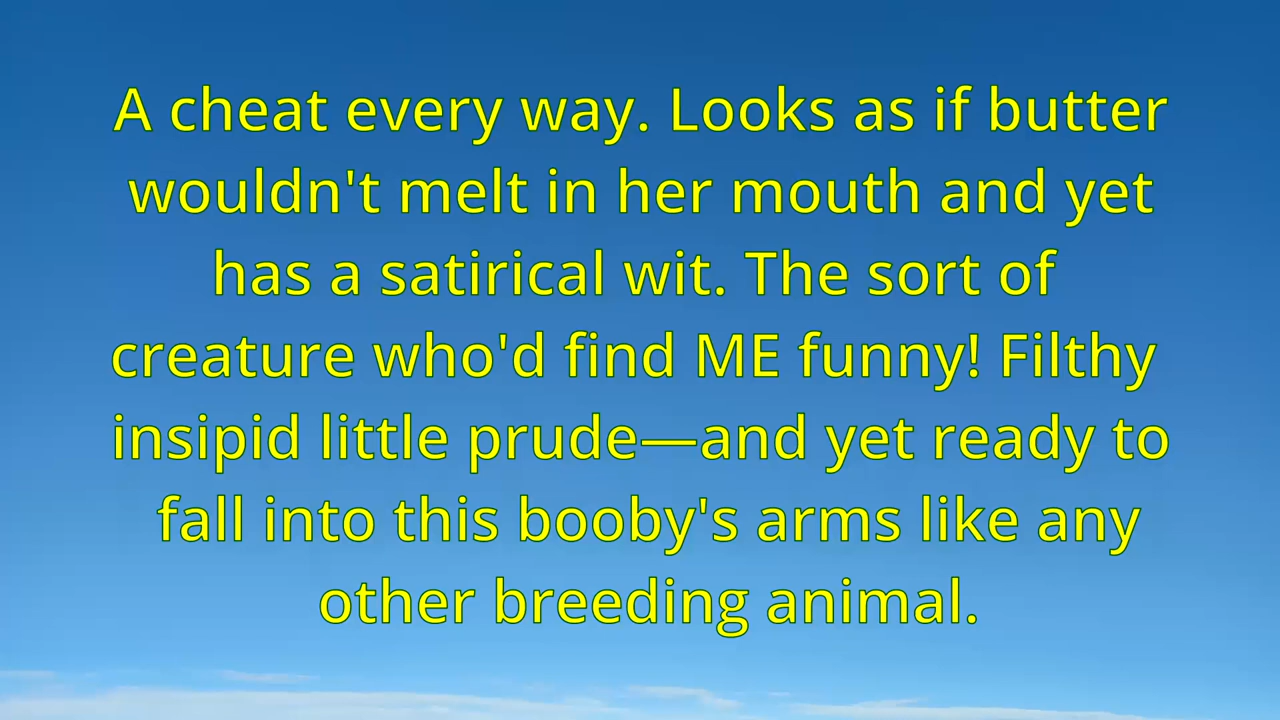 A cheat every way. Looks as if butter
wouldn't melt in her mouth and yet
has a satirical wit. The sort of
creature who'd find ME funny! Filthy
insipid little prude—and yet ready to
fall into this booby's arms like any
other breeding animal.